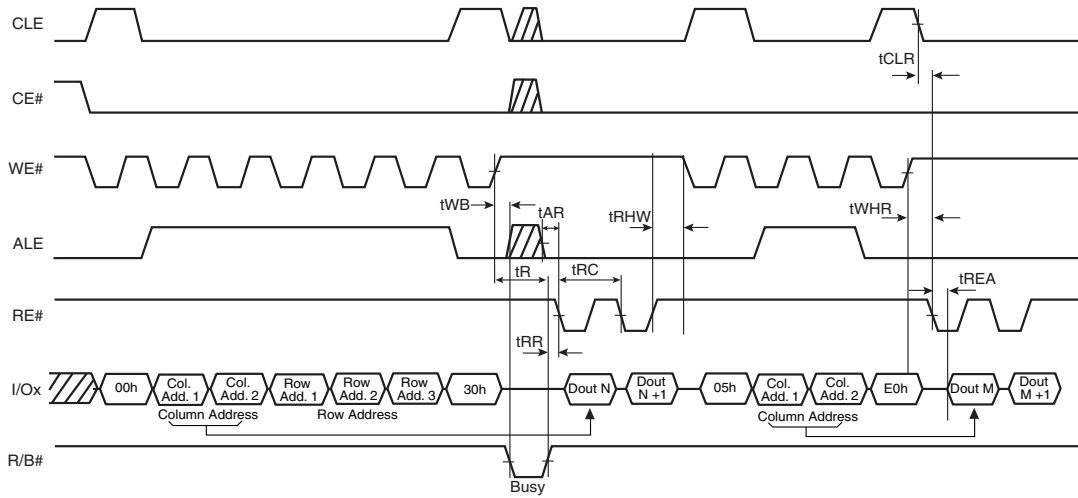 CLE
tCLR
CE#
WE#
tWB
tAR
tRHW
tWHR
ALE
tR
tRC
tREA
RE#
tRR
I/Ox
00h
Col. Add. 1
Col. Add. 2
Row Add. 1
Row Add. 2
Row Add. 3
30h
Dout N
Dout N +1
05h
Col. Add. 1
Col. Add. 2
E0h
Dout M
Dout M +1
Column Address
Row Address
Column Address
R/B#
Busy